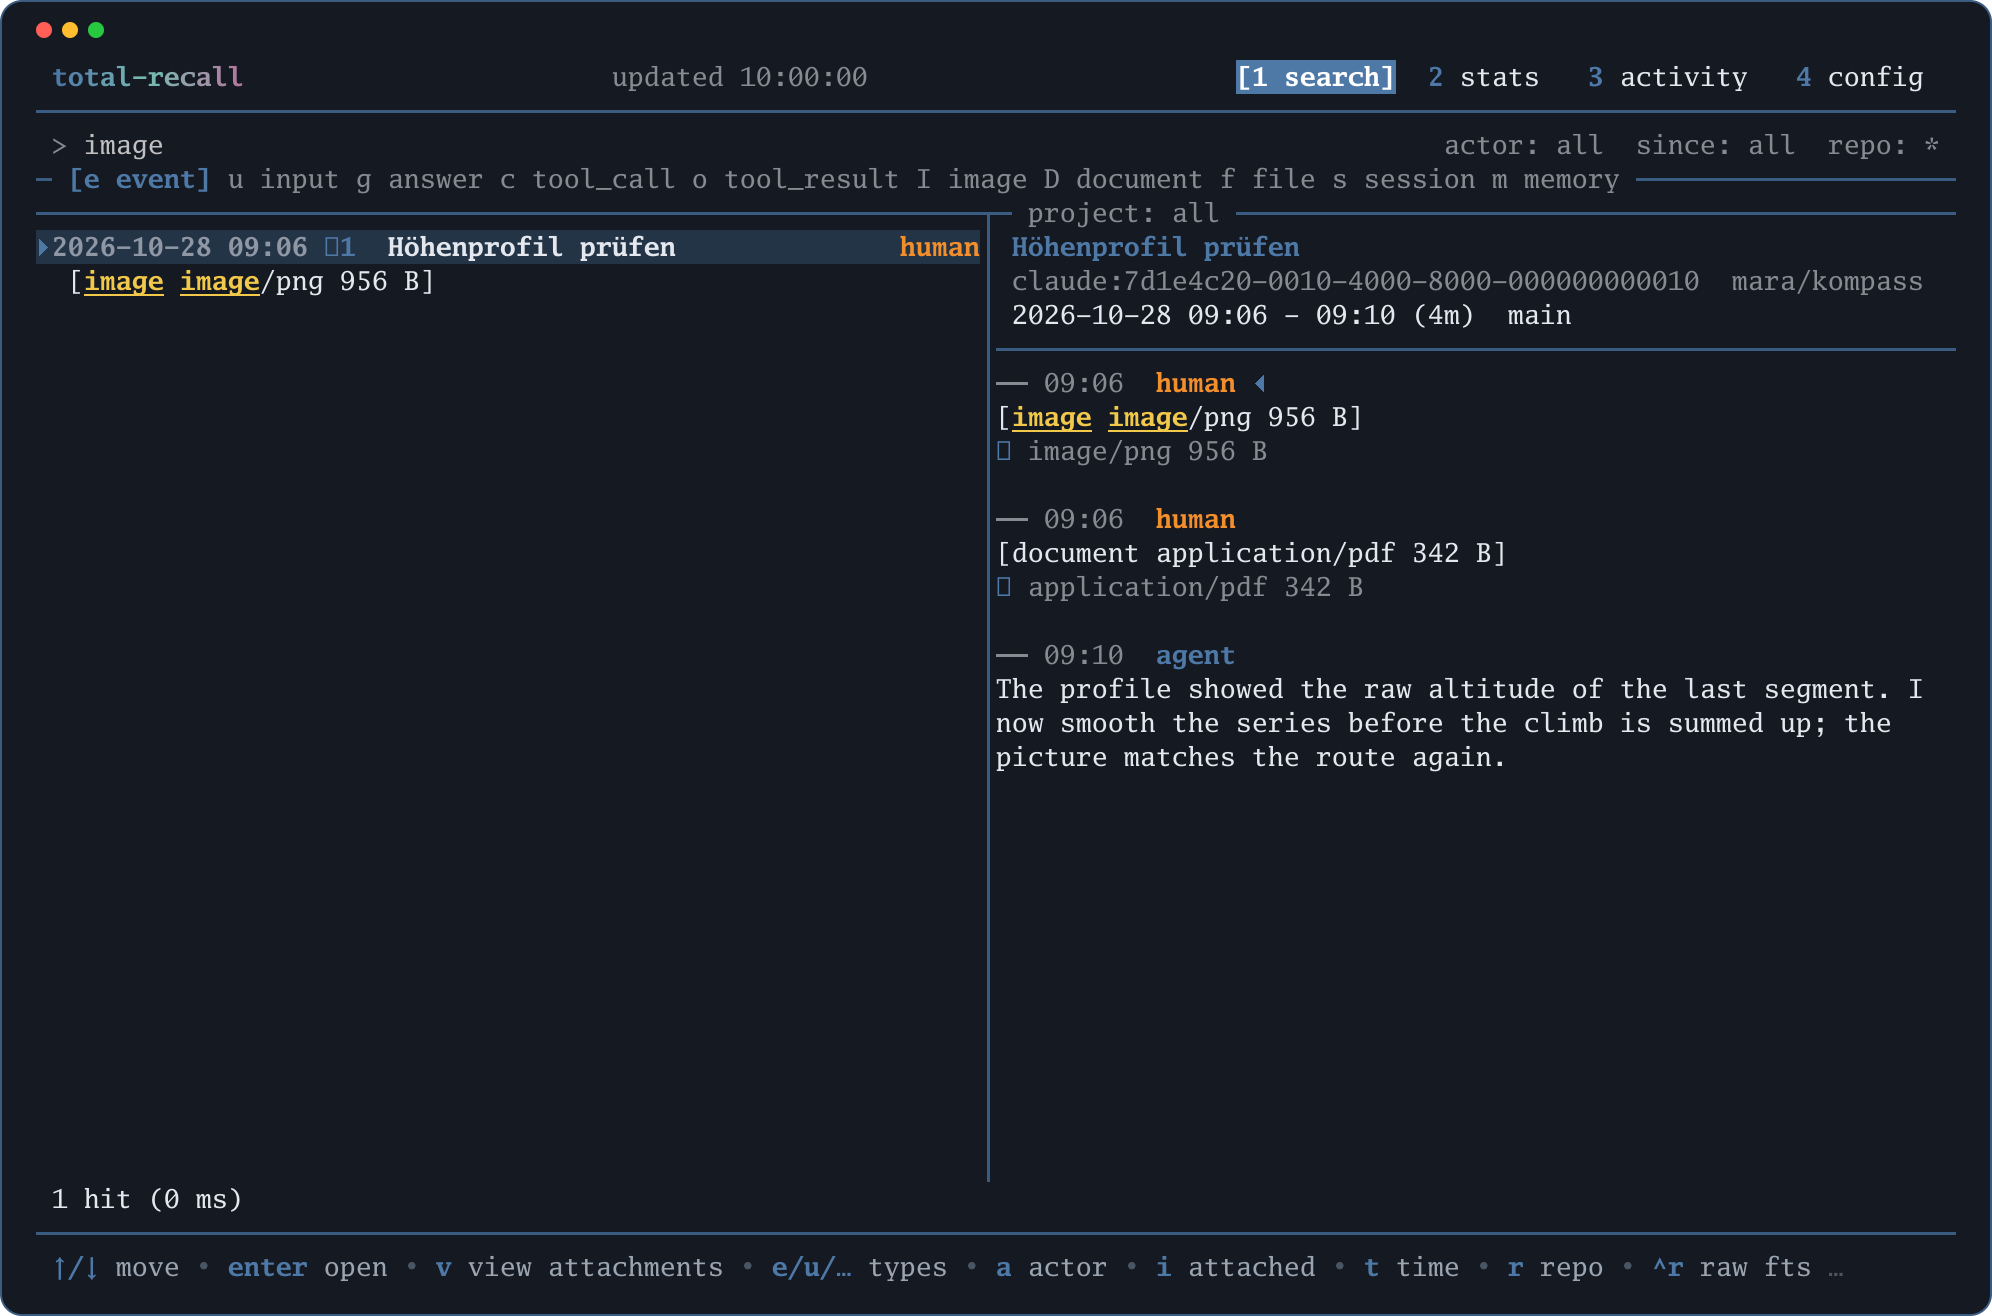 total-recall updated 10:00:00 [1 search] 2 stats 3 activity 4 config
> image actor: all since: all repo: *
[e event] u input g answer c tool_call o tool_result I image D document f file s session m memory
project: all
2026-10-28 09:06 1 Höhenprofil prüfen human
[image image/png 956 B]
Höhenprofil prüfen
claude:7d1e4c20-0010-4000-8000-000000000010 mara/kompass
2026-10-28 09:06 - 09:10 (4m) main
09:06 human
[image image/png 956 B]
image/png 956 B
09:06 human
[document application/pdf 342 B]
application/pdf 342 B
09:10 agent
The profile showed the raw altitude of the last segment. I
now smooth the series before the climb is summed up; the
picture matches the route again.
1 hit (0 ms)
↑/↓ move • enter open • v view attachments • e/u/… types • a actor • i attached • t time • r repo • ^r raw fts …